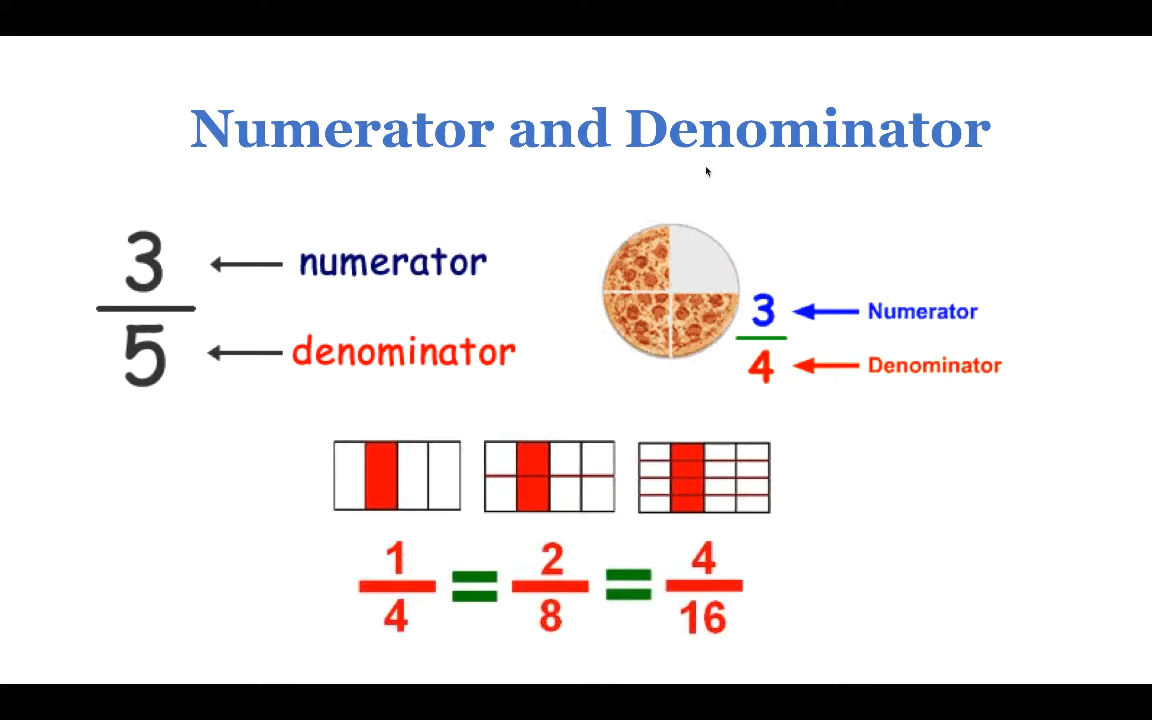 Numerator and Denominator
3
numerator
5
denominator
3
Numerator
4
Denominator
1 = 2 = 4
4 8 16